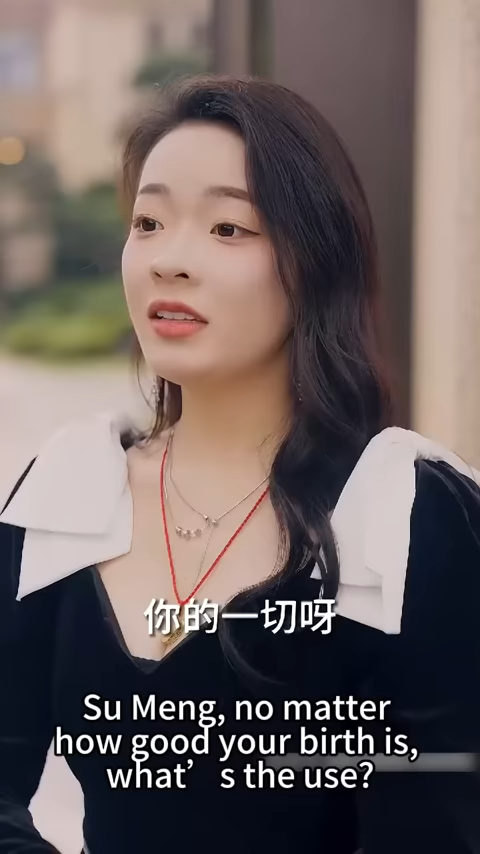 你的一切呀
Su Meng, no matter
how good your birth is,
what’s the use?